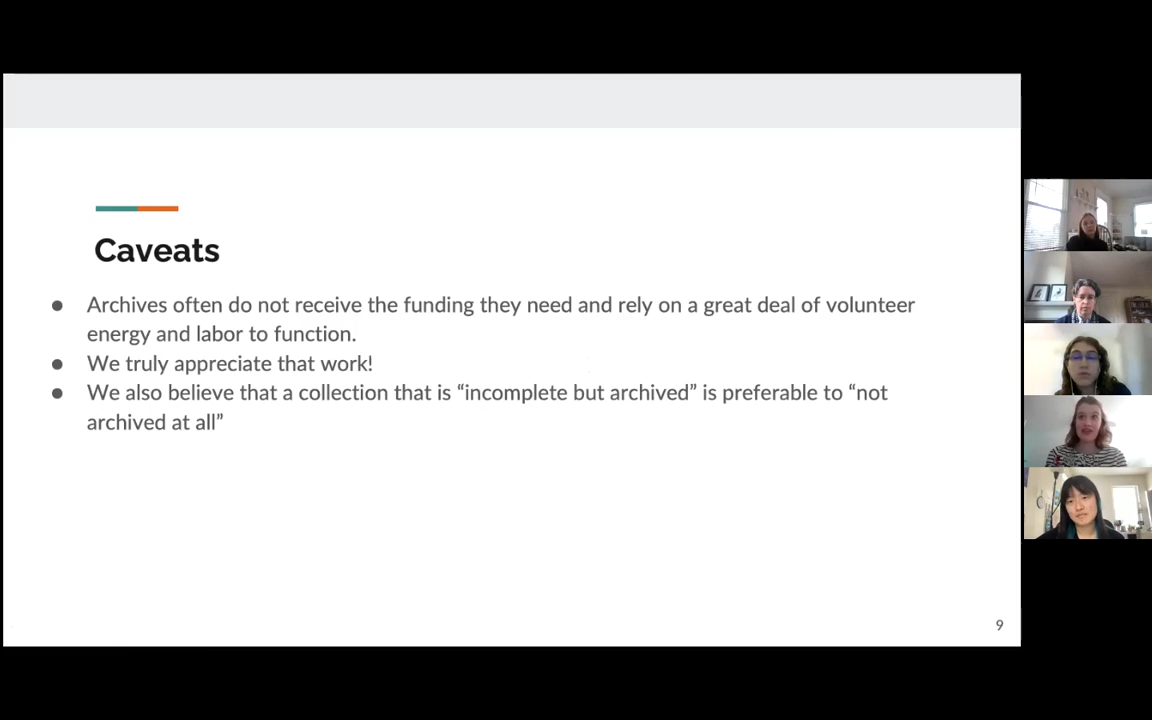 Caveats
● Archives often do not receive the funding they need and rely on a great deal of volunteer
energy and labor to function.
● We truly appreciate that work!
● We also believe that a collection that is “incomplete but archived” is preferable to “not
archived at all”
9